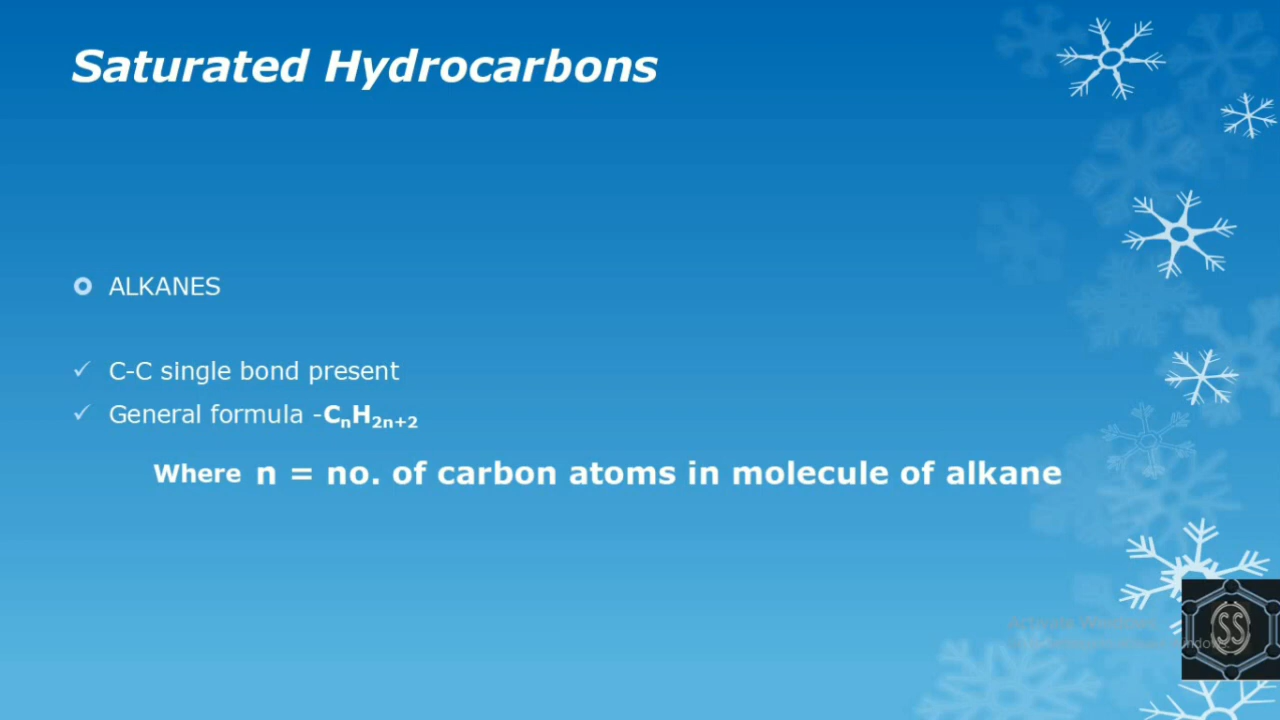 Saturated Hydrocarbons
ALKANES
C-C single bond present
General formula -CnH2n+2
Where n = no. of carbon atoms in molecule of alkane
SS